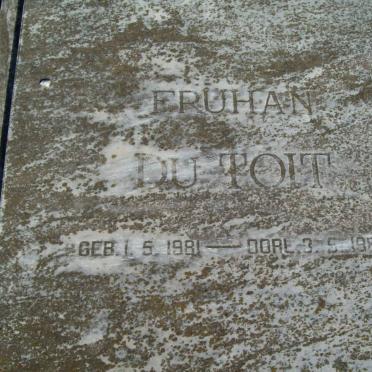 FRUHAN
DU TOIT
GEB. 1. 5. 1981 — OORL. 3. 5.